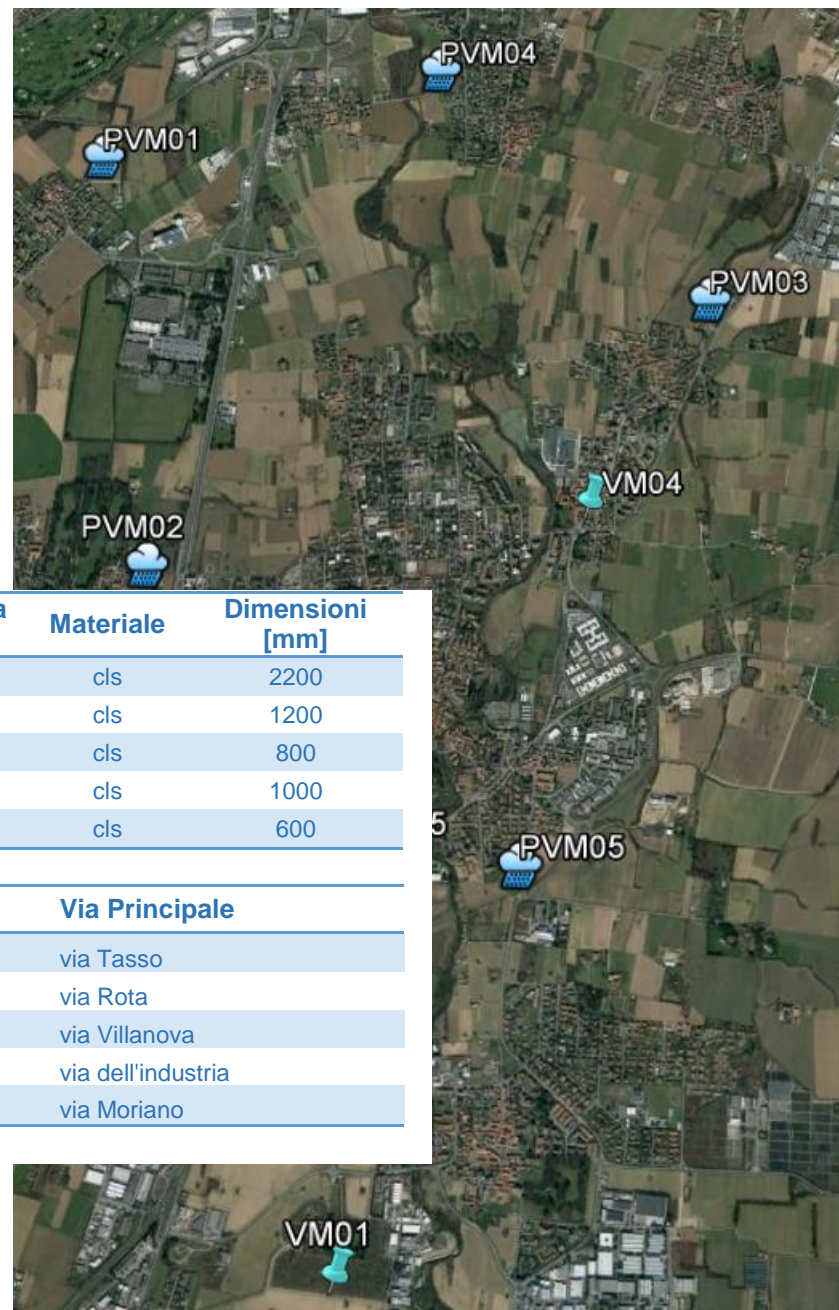 PVM04
PVM01
PVM03
VM04
PVM02
a Materiale Dimensioni
[mm]
cls 2200
cls 1200
cls 800
cls 1000
cls 600
5
PVM05
Via Principale
via Tasso
via Rota
via Villanova
via dell'industria
via Moriano
VM01